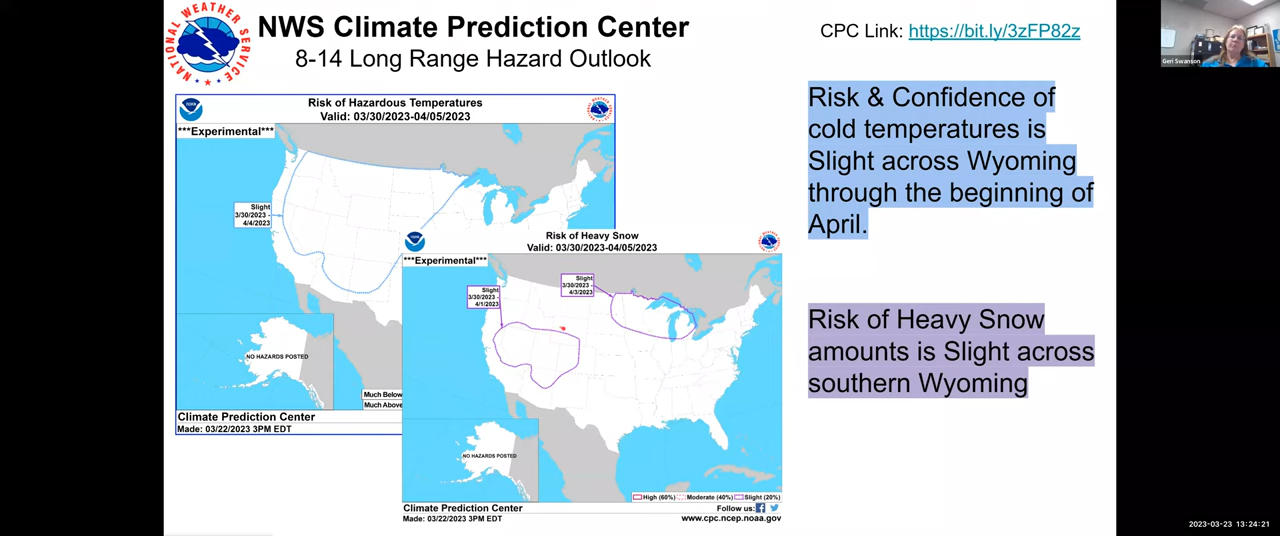 NATIONAL WEATHER SERVICE
NWS Climate Prediction Center
8-14 Long Range Hazard Outlook
CPC Link: https://bit.ly/3zFP82z
Geri Swanson
Risk of Hazardous Temperatures
Valid: 03/30/2023-04/05/2023
***Experimental***
Slight
3/30/2023 -
4/4/2023
NO HAZARDS POSTED
Much Below
Much Above
Climate Prediction Center
Made: 03/22/2023 3PM EDT
Risk of Heavy Snow
Valid: 03/30/2023-04/05/2023
***Experimental***
Slight
3/30/2023 -
4/1/2023
Slight
3/30/2023 -
4/3/2023
NO HAZARDS POSTED
High (60%) Moderate (40%) Slight (20%)
Climate Prediction Center
Follow us:
Made: 03/22/2023 3PM EDT
www.cpc.ncep.noaa.gov
Risk & Confidence of
cold temperatures is
Slight across Wyoming
through the beginning of
April.
Risk of Heavy Snow
amounts is Slight across
southern Wyoming
2023-03-23 13:24:21